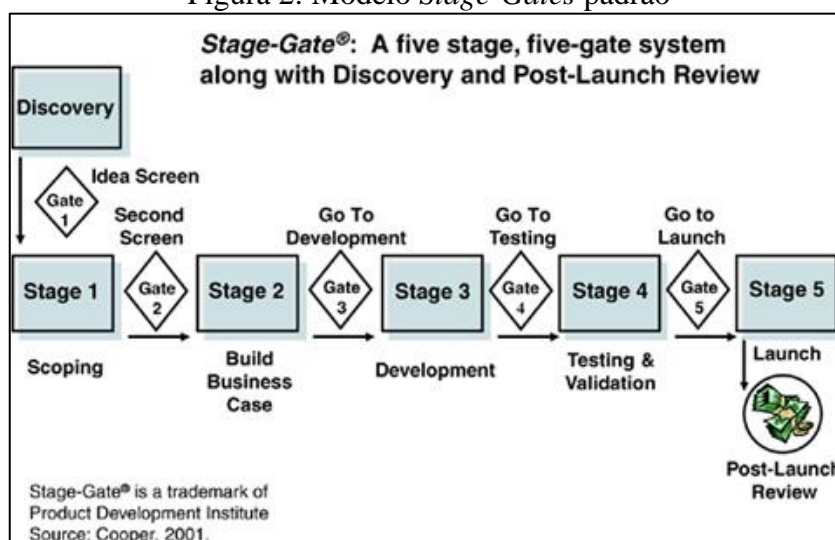 Figura 2: Modelo Stage-Gates padrão
Stage-Gate®: A five stage, five-gate system
along with Discovery and Post-Launch Review
Discovery
Idea Screen
Gate
1
Second
Screen
Go To
Development
Go To
Testing
Go to
Launch
Stage 1
Gate
2
Stage 2
Gate
3
Stage 3
Gate
4
Stage 4
Gate
5
Stage 5
Scoping
Build
Business
Case
Development
Testing &
Validation
Launch
Post-Launch
Review
Stage-Gate® is a trademark of
Product Development Institute
Source: Cooper, 2001.